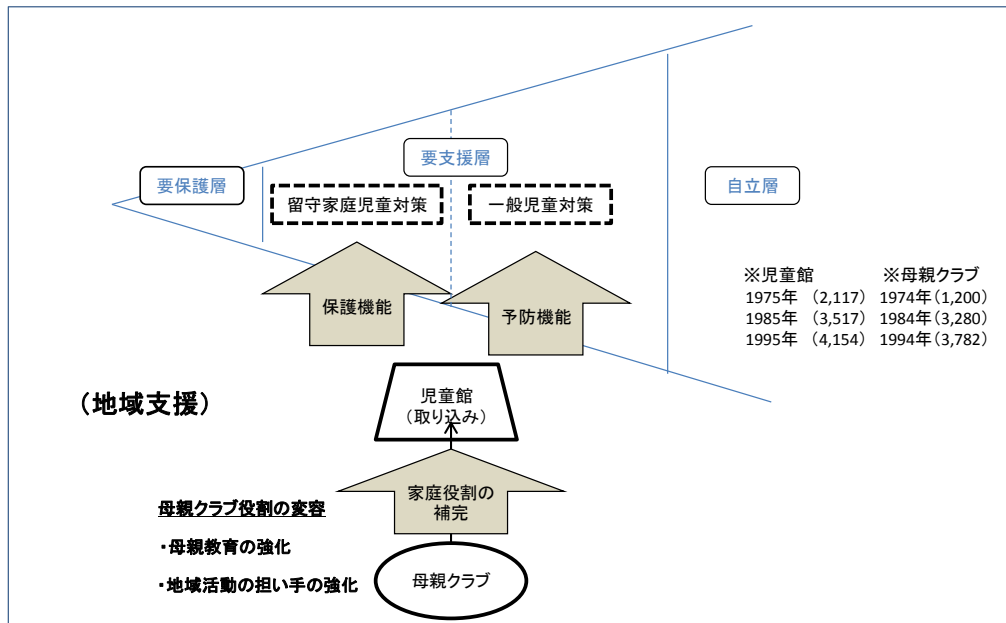 要支援層
要保護層
自立層
留守家庭児童対策
一般児童対策
保護機能
予防機能
※児童館 ※母親クラブ
1975年 (2,117) 1974年(1,200)
1985年 (3,517) 1984年(3,280)
1995年 (4,154) 1994年(3,782)
児童館
(取り込み)
(地域支援)
家庭役割の
補完
母親クラブ役割の変容
・母親教育の強化
・地域活動の担い手の強化
母親クラブ